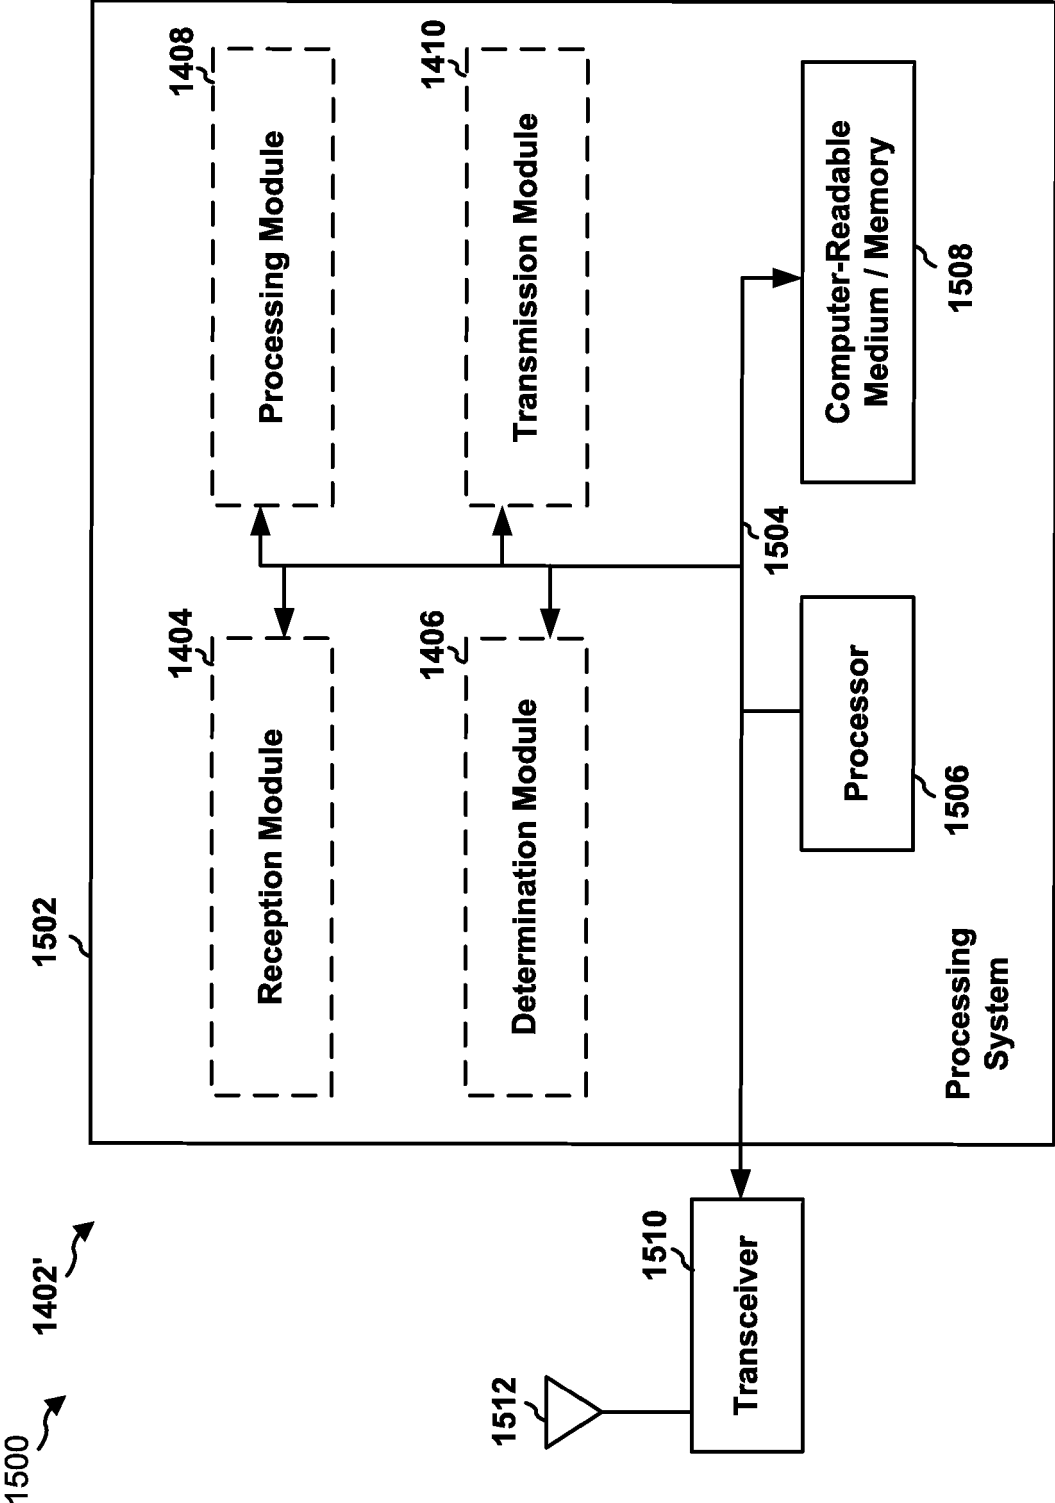 1500
1402'
1502
1404
Reception Module
1408
Processing Module
1406
Determination Module
1410
Transmission Module
1504
1512
1510
Transceiver
Processor
1506
Computer-Readable
Medium / Memory
1508
Processing
System